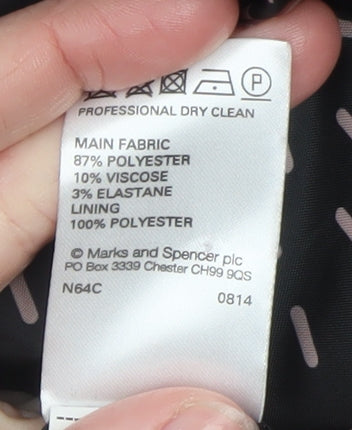 P
PROFESSIONAL DRY CLEAN
MAIN FABRIC
87% POLYESTER
10% VISCOSE
3% ELASTANE
LINING
100% POLYESTER
© Marks and Spencer plc
PO Box 3339 Chester CH99 9QS
N64C
0814